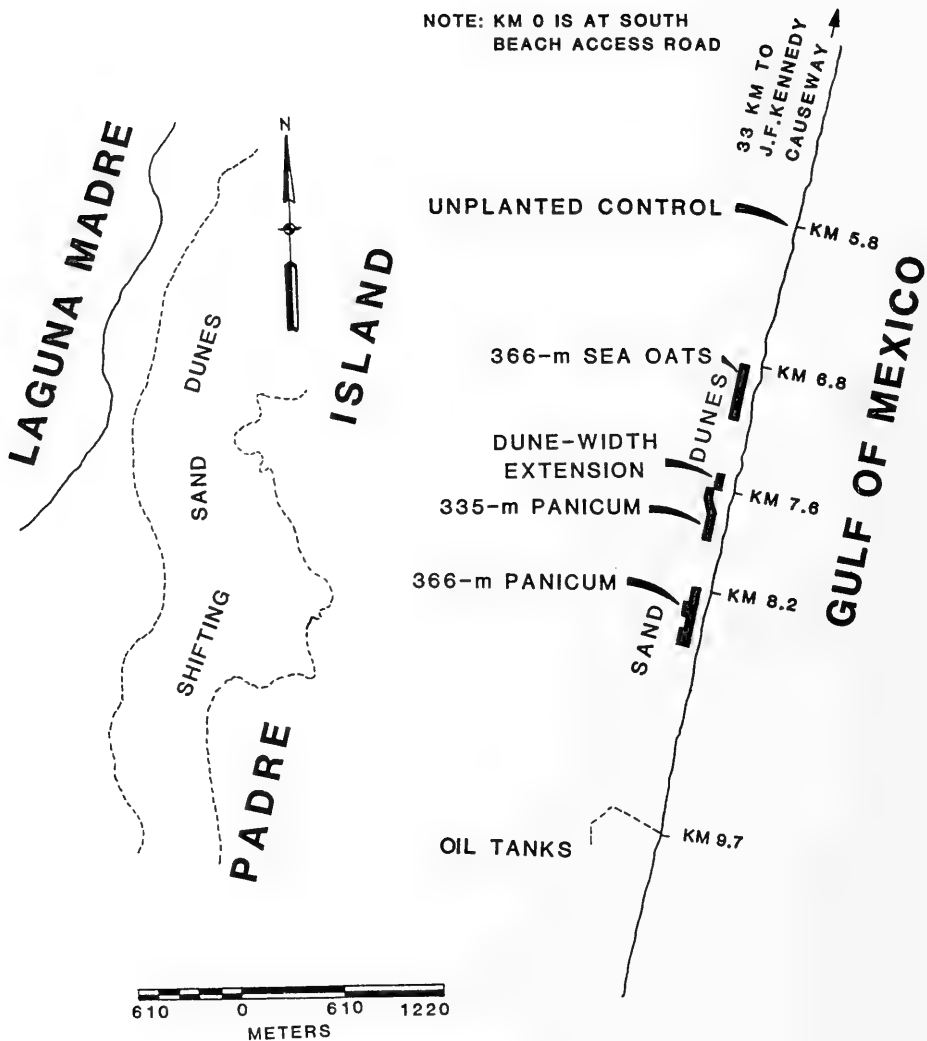 NOTE: KM 0 IS AT SOUTH
BEACH ACCESS ROAD
33 KM TO
J.F.KENNEDY
CAUSEWAY
N
LAGUNA MADRE
UNPLANTED CONTROL
KM 5.8
DUNES
SAND
SHIFTING
PADRE
ISLAND
366-m SEA OATS
KM 6.8
DUNES
DUNE-WIDTH
EXTENSION
KM 7.6
335-m PANICUM
366-m PANICUM
KM 8.2
SAND
GULF OF MEXICO
OIL TANKS
KM 9.7
610 0 610 1220
METERS